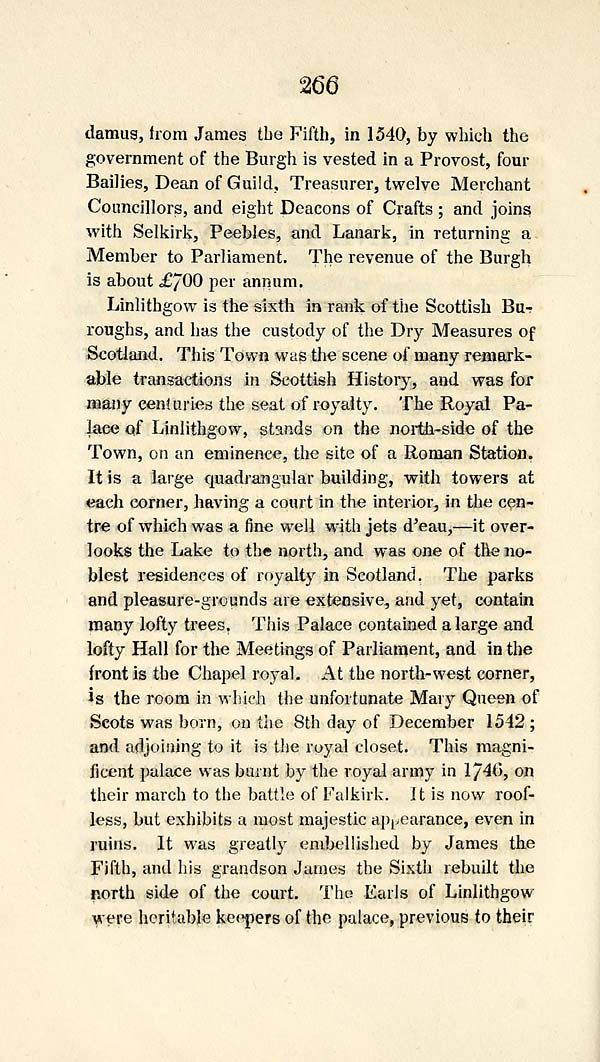 266
damus, from James the Fifth, in 1540, by which the
government of the Burgh is vested in a Provost, four
Bailies, Dean of Guild, Treasurer, twelve Merchant
Councillors, and eight Deacons of Crafts ; and joins
with Selkirk, Peebles, and Lanark, in returning a
Member to Parliament. The revenue of the Burgh
is about £700 per annum.
Linlithgow is the sixth in rank of the Scottish Bu-
roughs, and has the custody of the Dry Measures of
Scotland. This Town was the scene of many remark-
able transactions in Scottish History, and was for
many centuries the seat of royalty. The Royal Pa-
lace of Linlithgow, stands on the north-side of the
Town, on an eminence, the site of a Roman Station.
It is a large quadrangular building, with towers at
each corner, having a court in the interior, in the cen-
tre of which was a fine well with jets d'eau,—it over-
looks the Lake to the north, and was one of the no-
blest residences of royalty in Scotland. The parks
and pleasure-grounds are extensive, and yet, contain
many lofty trees. This Palace contained a large and
lofty Hall for the Meetings of Parliament, and in the
front is the Chapel royal. At the north-west corner,
is the room in which the unfortunate Mary Queen of
Scots was born, on the 8th day of December 1542 ;
and adjoining to it is the royal closet. This magni-
ficent palace was burnt by the royal army in 1746, on
their march to the battle of Falkirk. It is now roof-
less, but exhibits a most majestic appearance, even in
ruins. It was greatly embellished by James the
Fifth, and his grandson James the Sixth rebuilt the
north side of the court. The Earls of Linlithgow
were heritable keepers of the palace, previous to their